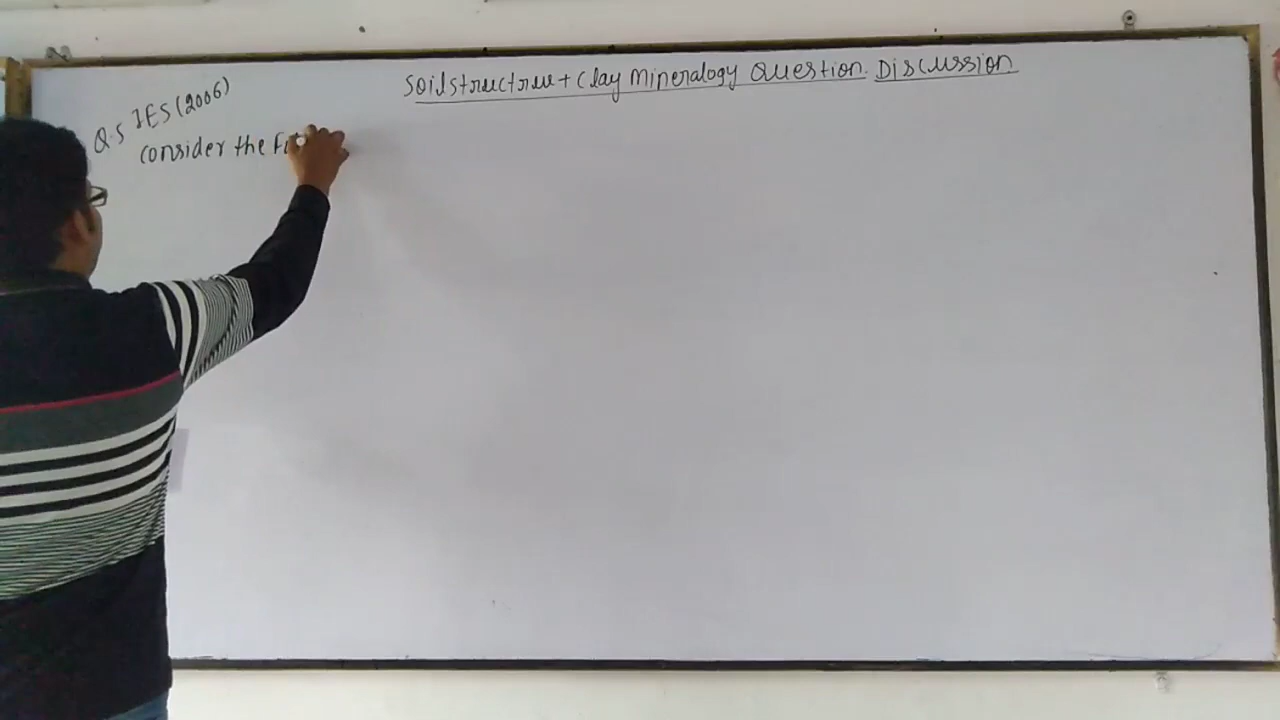 Soil structure + Clay Mineralogy Question Discussion
Q.5 IES (2006)
Consider the